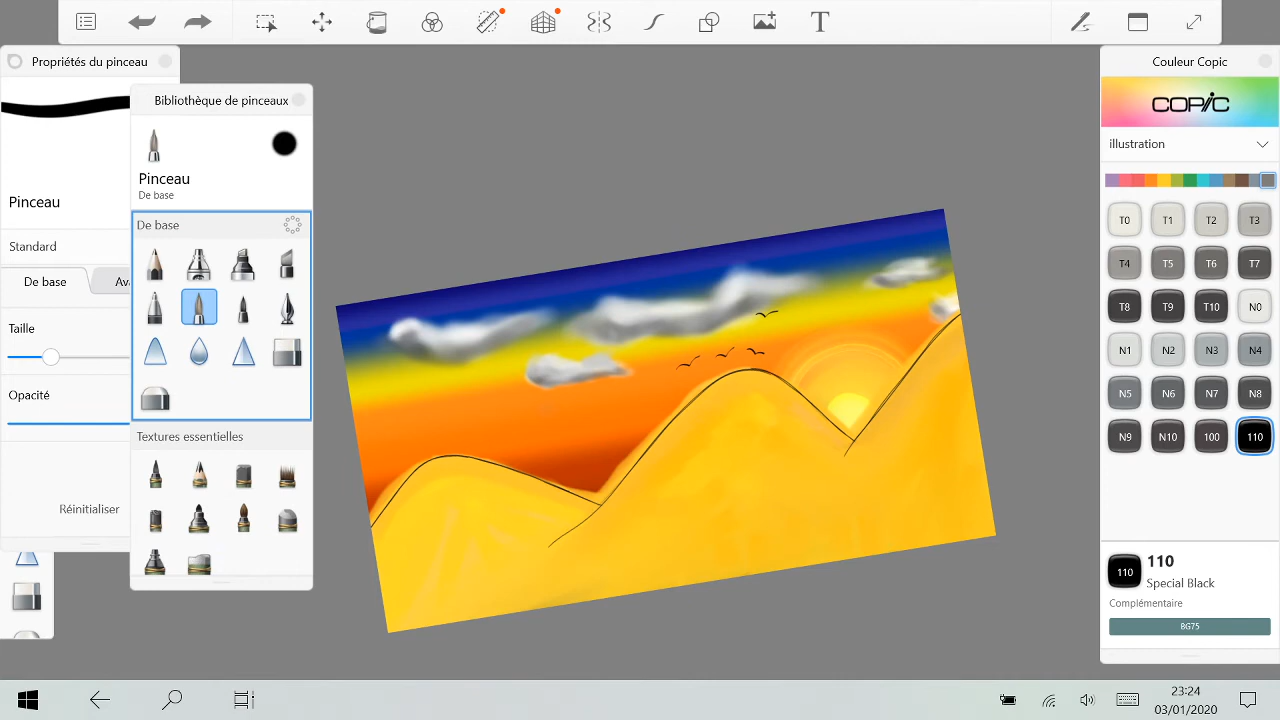 T
Propriétés du pinceau
Pinceau
Standard
De base
Taille
Opacité
Réinitialiser
Bibliothèque de pinceaux
Pinceau
De base
De base
Textures essentielles
Couleur Copic
COPIC
illustration
T0 T1 T2 T3
T4 T5 T6 T7
T8 T9 T10 N0
N1 N2 N3 N4
N5 N6 N7 N8
N9 N10 100 110
110
110
Special Black
Complémentaire
BG75
23:24
03/01/2020